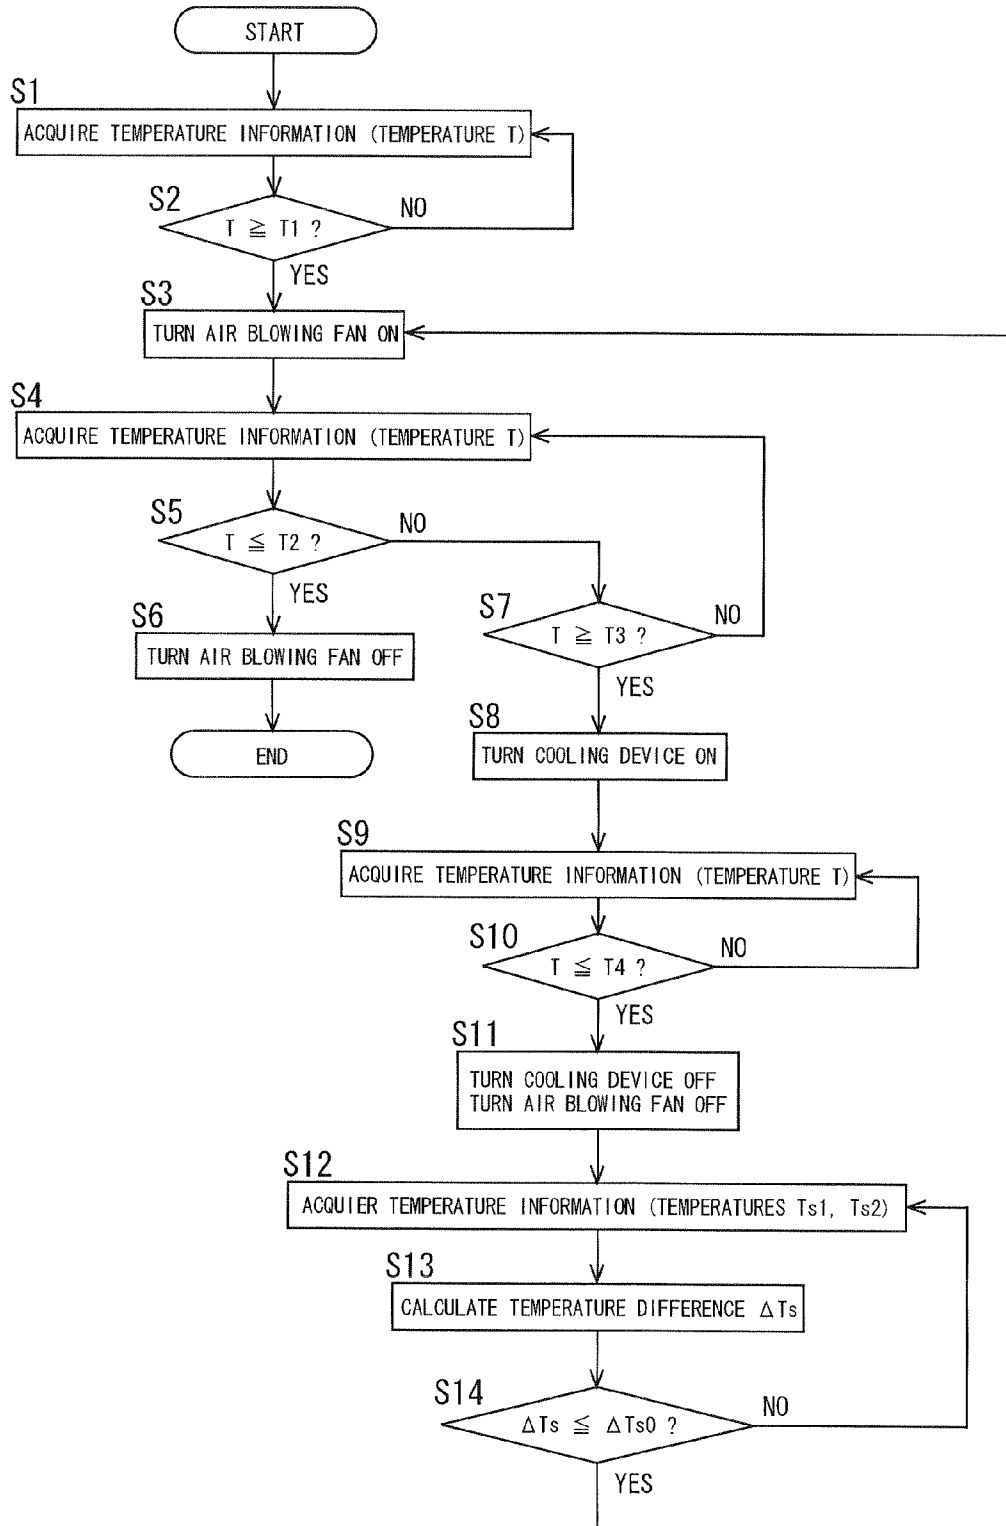 START
S1
ACQUIRE TEMPERATURE INFORMATION (TEMPERATURE T)
S2
T ≧ T1 ?
NO
YES
S3
TURN AIR BLOWING FAN ON
S4
ACQUIRE TEMPERATURE INFORMATION (TEMPERATURE T)
S5
T ≦ T2 ?
NO
YES
S6
TURN AIR BLOWING FAN OFF
END
S7
T ≧ T3 ?
NO
YES
S8
TURN COOLING DEVICE ON
S9
ACQUIRE TEMPERATURE INFORMATION (TEMPERATURE T)
S10
T ≦ T4 ?
NO
YES
S11
TURN COOLING DEVICE OFF
TURN AIR BLOWING FAN OFF
S12
ACQUIER TEMPERATURE INFORMATION (TEMPERATURES Ts1, Ts2)
S13
CALCULATE TEMPERATURE DIFFERENCE ΔTs
S14
ΔTs ≦ ΔTs0 ?
NO
YES